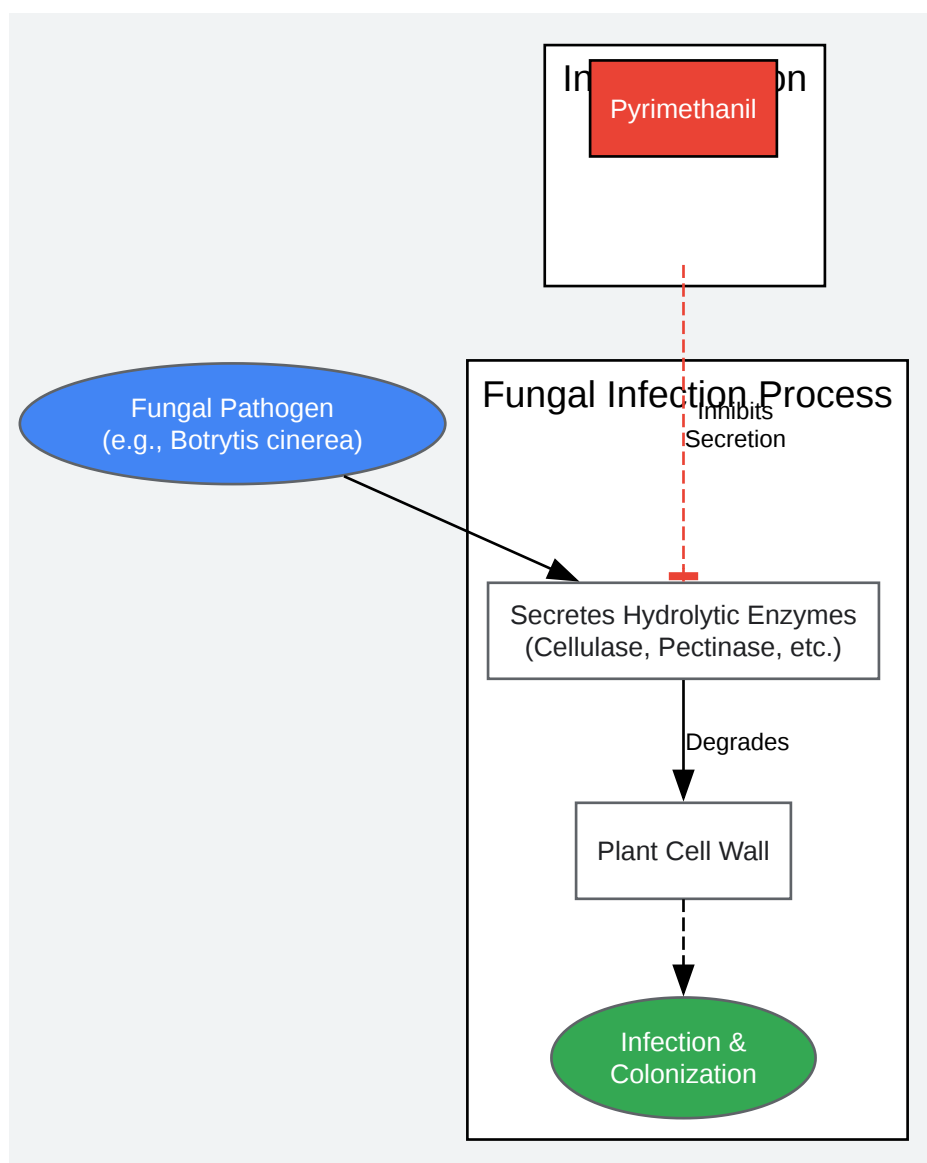 Pyrimethanil
Fungal Infection Process
Inhibits
Secretion
Fungal Pathogen
(e.g., Botrytis cinerea)
Secretes Hydrolytic Enzymes
(Cellulase, Pectinase, etc.)
Degrades
Plant Cell Wall
Infection &
Colonization